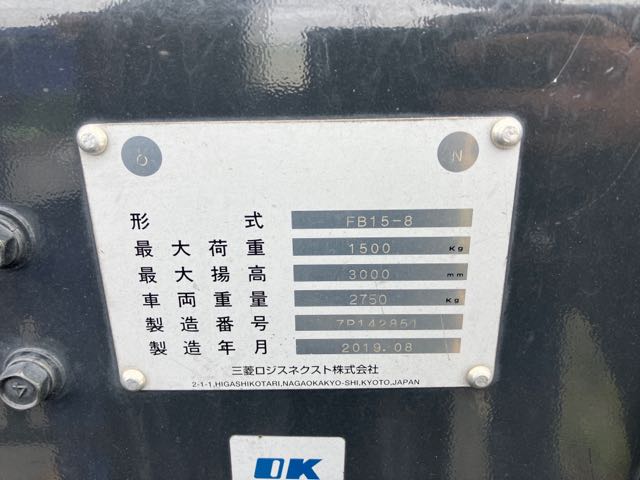 O N
形式 FB15-8
最大荷重 1500 Kg
最大揚高 3000 mm
車両重量 2750 Kg
製造番号 7P142851
製造年月 2019.08
三菱ロジスネクスト株式会社
2-1-1,HIGASHIKOTARI,NAGAOKAKYO-SHI,KYOTO,JAPAN
OK
7